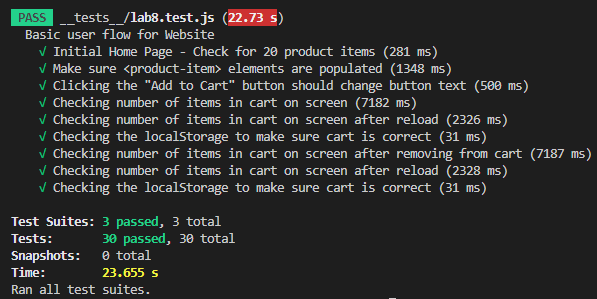 PASS __tests__/lab8.test.js (22.73 s)
Basic user flow for Website
√ Initial Home Page - Check for 20 product items (281 ms)
√ Make sure <product-item> elements are populated (1348 ms)
√ Clicking the "Add to Cart" button should change button text (500 ms)
√ Checking number of items in cart on screen (7182 ms)
√ Checking number of items in cart on screen after reload (2326 ms)
√ Checking the localStorage to make sure cart is correct (31 ms)
√ Checking number of items in cart on screen after removing from cart (7187 ms)
√ Checking number of items in cart on screen after reload (2328 ms)
√ Checking the localStorage to make sure cart is correct (31 ms)
Test Suites: 3 passed, 3 total
Tests: 30 passed, 30 total
Snapshots: 0 total
Time: 23.655 s
Ran all test suites.